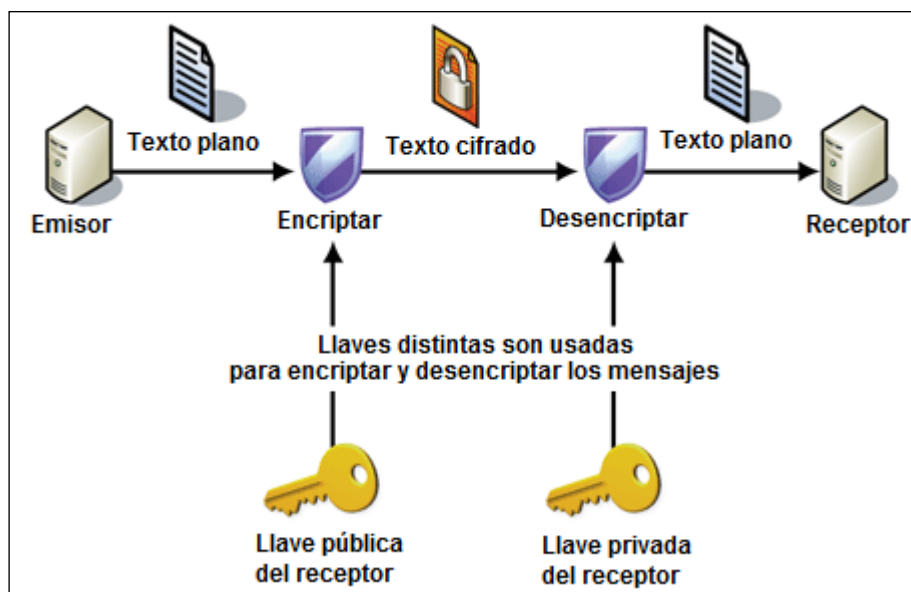 Texto plano
Texto cifrado
Texto plano
Emisor
Encriptar
Desencriptar
Receptor
Llaves distintas son usadas
para encriptar y desencriptar los mensajes
Llave pública
del receptor
Llave privada
del receptor